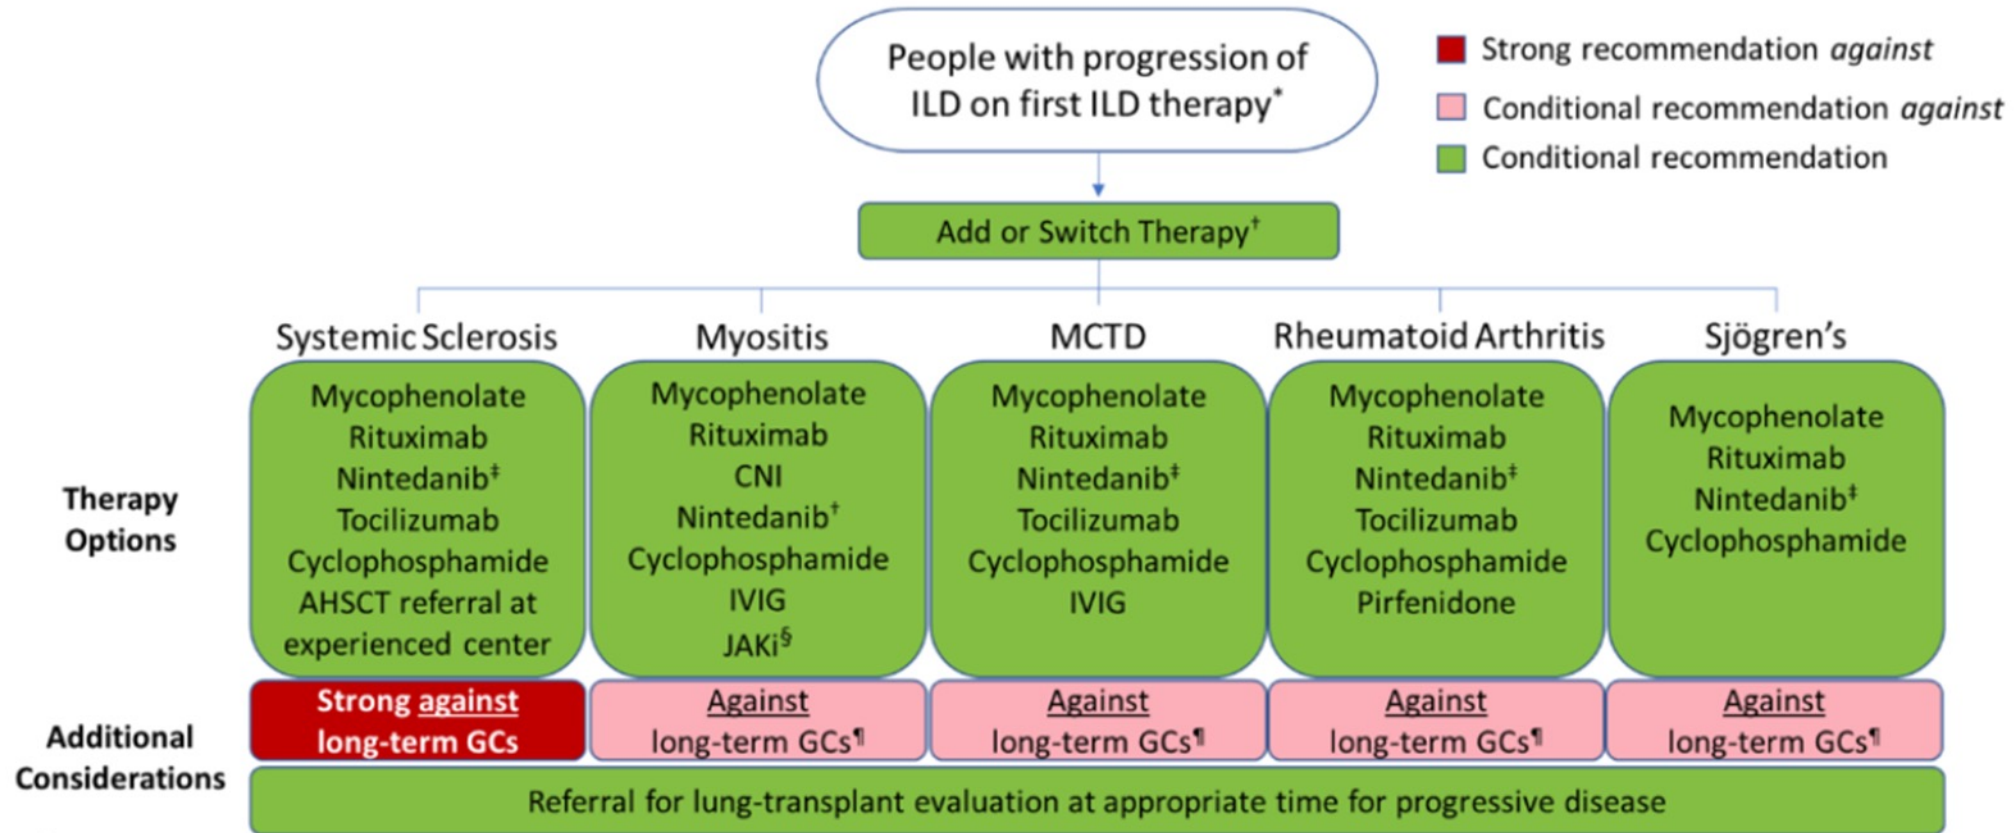 People with progression of
ILD on first ILD therapy*
Strong recommendation against
Conditional recommendation against
Conditional recommendation
Add or Switch Therapy†
Systemic Sclerosis
Mycophenolate
Rituximab
Nintedanib‡
Tocilizumab
Cyclophosphamide
AHSCT referral at
experienced center
Myositis
Mycophenolate
Rituximab
CNI
Nintedanib†
Cyclophosphamide
IVIG
JAKi§
MCTD
Mycophenolate
Rituximab
Nintedanib‡
Tocilizumab
Cyclophosphamide
IVIG
Rheumatoid Arthritis
Mycophenolate
Rituximab
Nintedanib‡
Tocilizumab
Cyclophosphamide
Pirfenidone
Sjögren's
Mycophenolate
Rituximab
Nintedanib‡
Cyclophosphamide
Therapy
Options
Additional
Considerations
Strong against
long-term GCs
Against
long-term GCs¶
Against
long-term GCs¶
Against
long-term GCs¶
Against
long-term GCs¶
Referral for lung-transplant evaluation at appropriate time for progressive disease